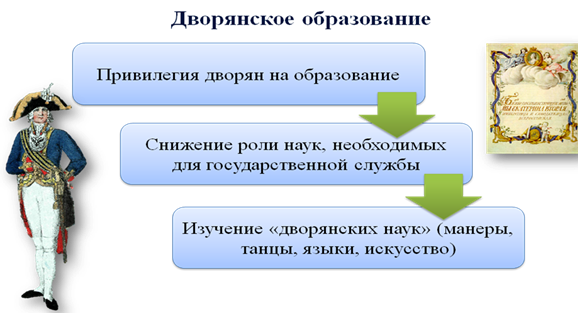 Дворянское образование
Привилегия дворян на образование
Снижение роли наук, необходимых
для государственной службы
Изучение «дворянских наук» (манеры,
танцы, языки, искусство)